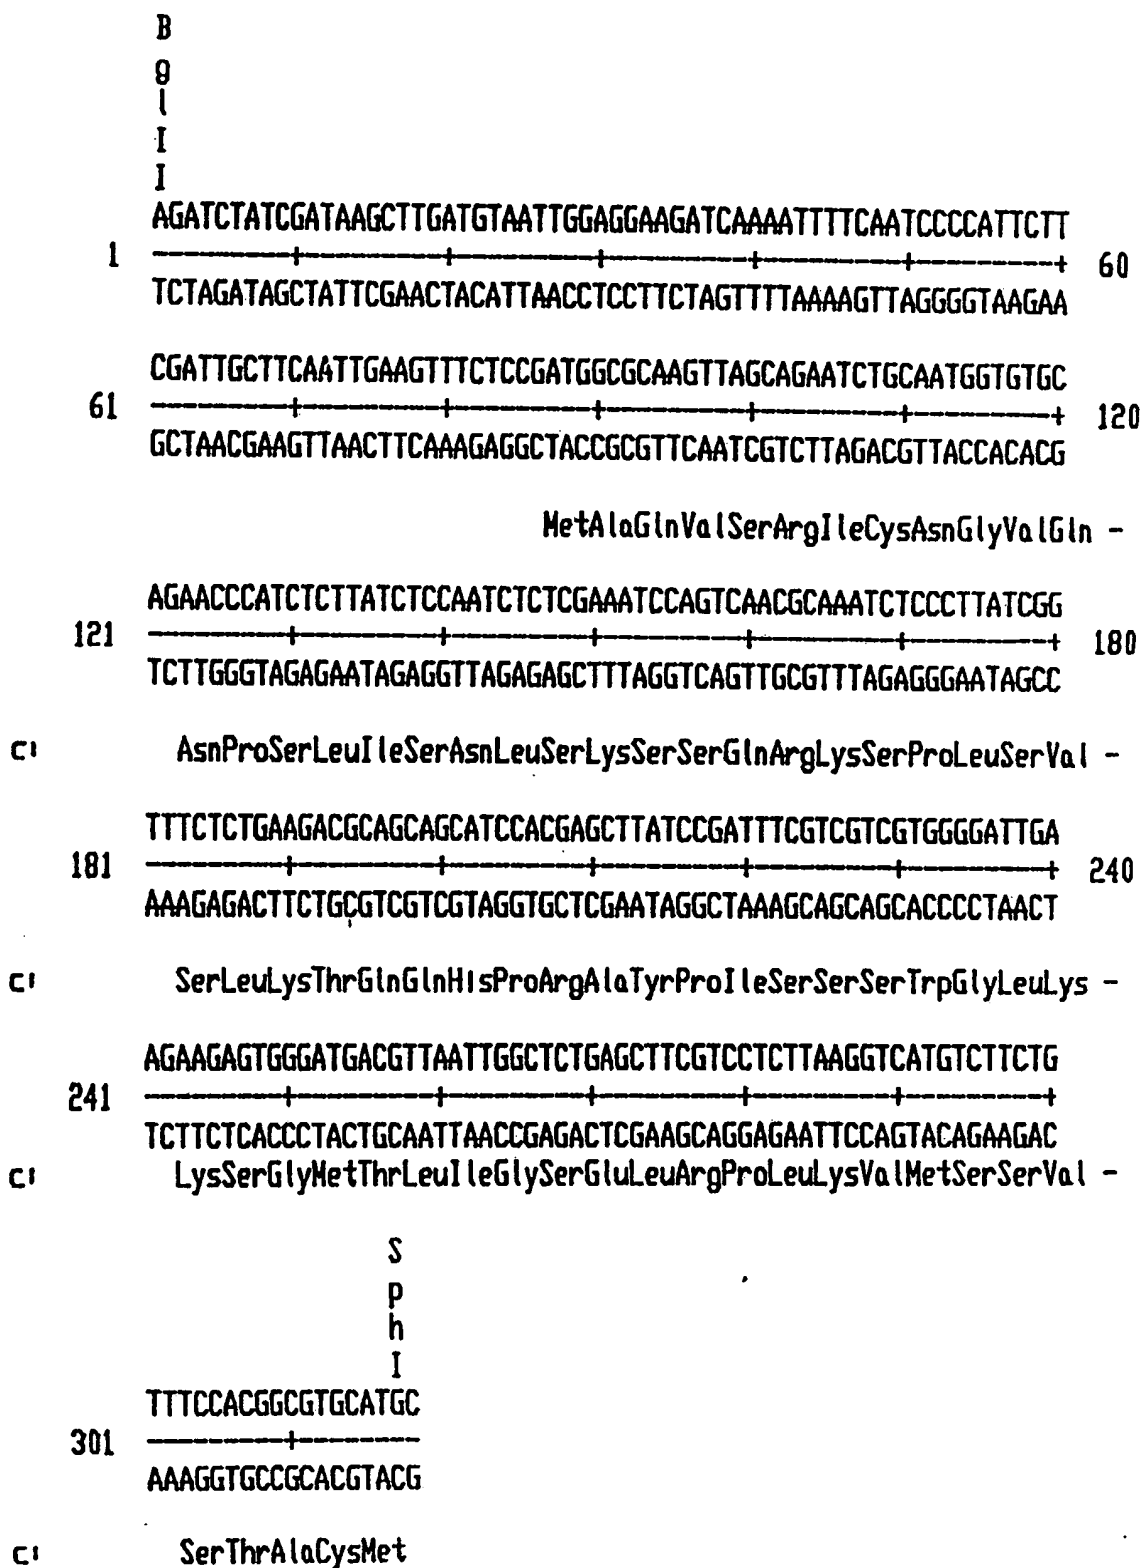 B
g
l
I
I
AGATCTATCGATAAGCTTGATGTAATTGGAGGAAGATCAAAATTTTCAATCCCCATTCTT
1 ---------+---------+---------+---------+---------+---------+ 60
TCTAGATAGCTATTCGAACTACATTAACCTCCTTCTAGTTTTAAAAGTTAGGGGTAAGAA
CGATTGCTTCAATTGAAGTTTCTCCGATGGCGCAAGTTAGCAGAATCTGCAATGGTGTGC
61 ---------+---------+---------+---------+---------+---------+ 120
GCTAACGAAGTTAACTTCAAAGAGGCTACCGCGTTCAATCGTCTTAGACGTTACCACACG
MetAlaGlnValSerArgIleCysAsnGlyValGln -
AGAACCCATCTCTTATCTCCAATCTCTCGAAATCCAGTCAACGCAAATCTCCCTTATCGG
121 ---------+---------+---------+---------+---------+---------+ 180
TCTTGGGTAGAGAATAGAGGTTAGAGAGCTTTAGGTCAGTTGCGTTTAGAGGGAATAGCC
AsnProSerLeuIleSerAsnLeuSerLysSerSerGlnArgLysSerProLeuSerVal -
TTTCTCTGAAGACGCAGCAGCATCCACGAGCTTATCCGATTTCGTCGTCGTGGGGATTGA
181 ---------+---------+---------+---------+---------+---------+ 240
AAAGAGACTTCTGCGTCGTCGTAGGTGCTCGAATAGGCTAAAGCAGCAGCACCCCTAACT
SerLeuLysThrGlnGlnHisProArgAlaTyrProIleSerSerSerTrpGlyLeuLys -
AGAAGAGTGGGATGACGTTAATTGGCTCTGAGCTTCGTCCTCTTAAGGTCATGTCTTCTG
241 ---------+---------+---------+---------+---------+---------+
TCTTCTCACCCTACTGCAATTAACCGAGACTCGAAGCAGGAGAATTCCAGTACAGAAGAC
LysSerGlyMetThrLeuIleGlySerGluLeuArgProLeuLysValMetSerSerVal -
S
p
h
I
TTTCCACGGCGTGCATGC
301 ---------+--------
AAAGGTGCCGCACGTACG
SerThrAlaCysMet